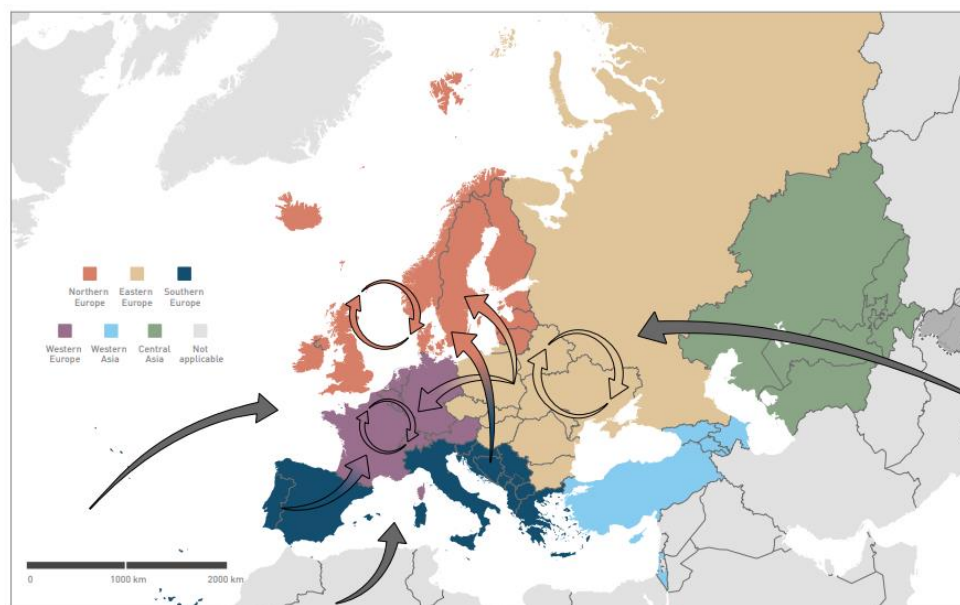 Northern
Europe
Eastern
Europe
Southern
Europe
Western
Europe
Western
Asia
Central
Asia
Not
applicable
0
1000 km
2000 km